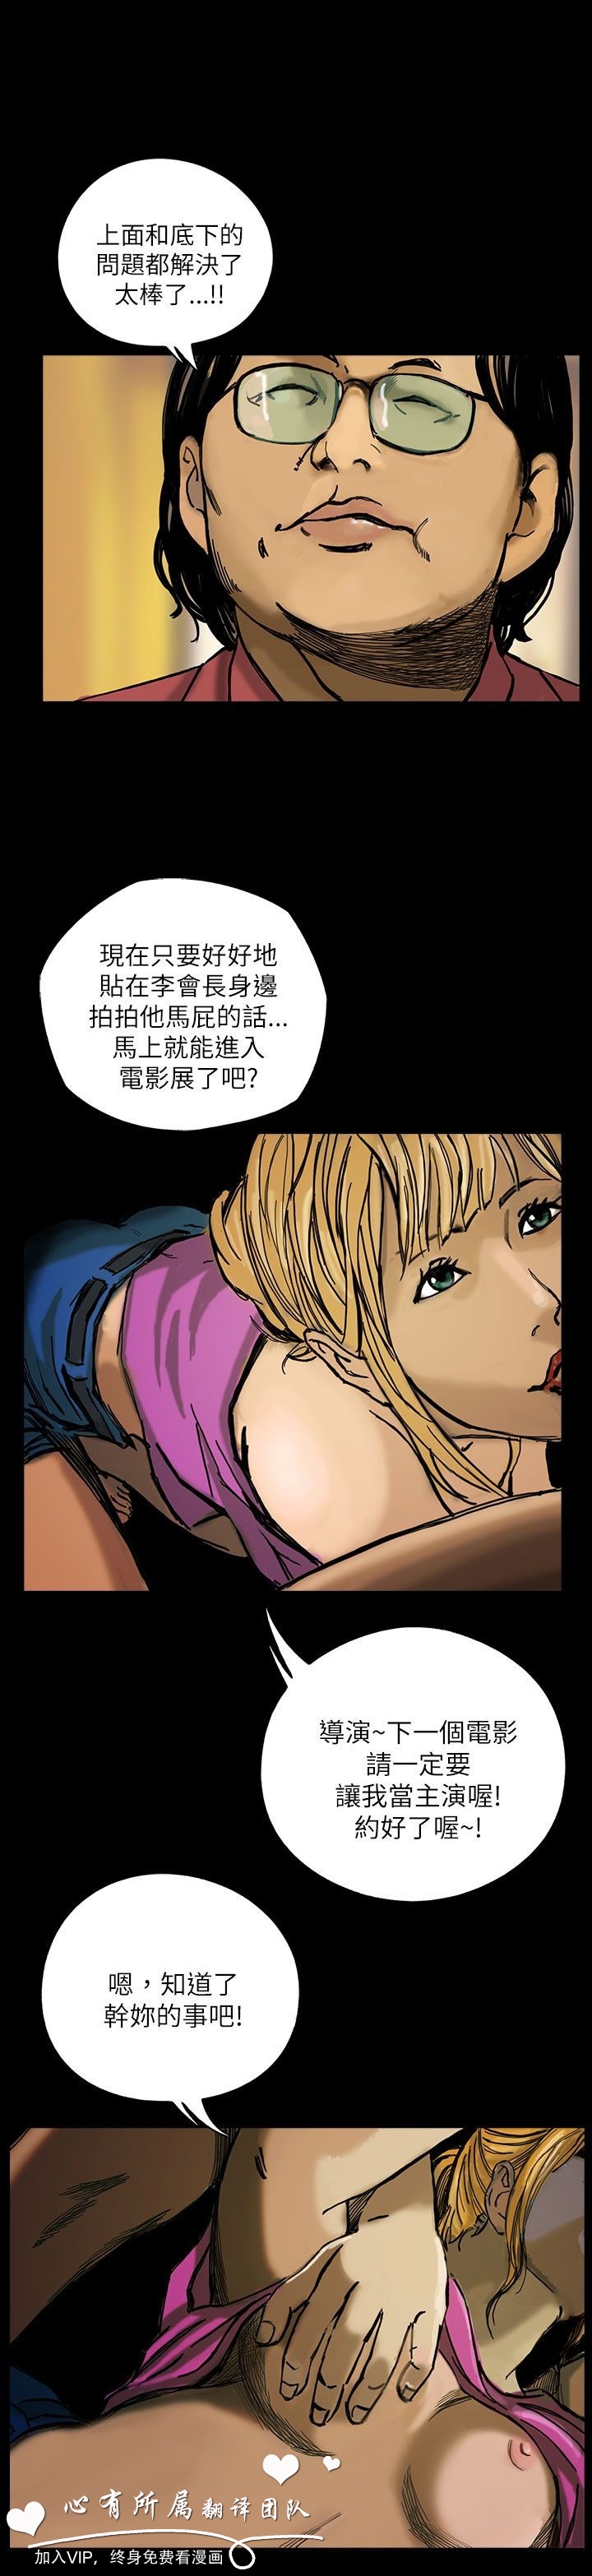 上面和底下的
問題都解決了
太棒了...!!
現在只要好好地
貼在李會長身邊
拍拍他馬屁的話...
馬上就能進入
電影展了吧?
導演~下一個電影
請一定要
讓我當主演喔!
約好了喔~!
嗯，知道了
幹妳的事吧!
心有所属翻译团队
加入VIP，终身免费看漫画